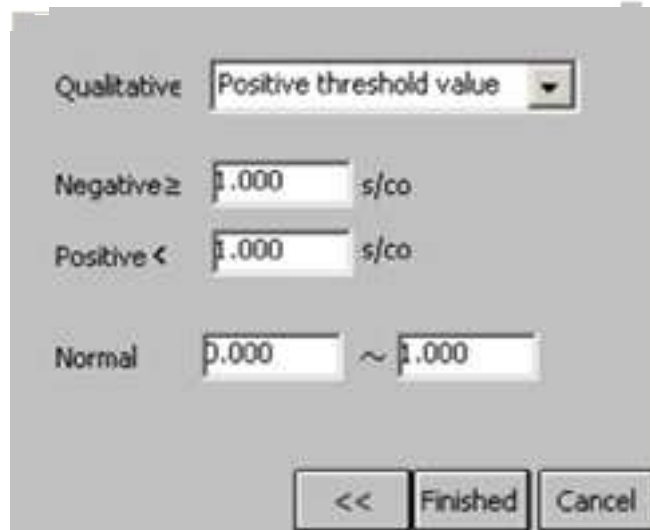 Qualitative Positive threshold value
Negative≥ 1.000 s/co
Positive < 1.000 s/co
Normal 0.000 ~ 1.000
<< Finished Cancel